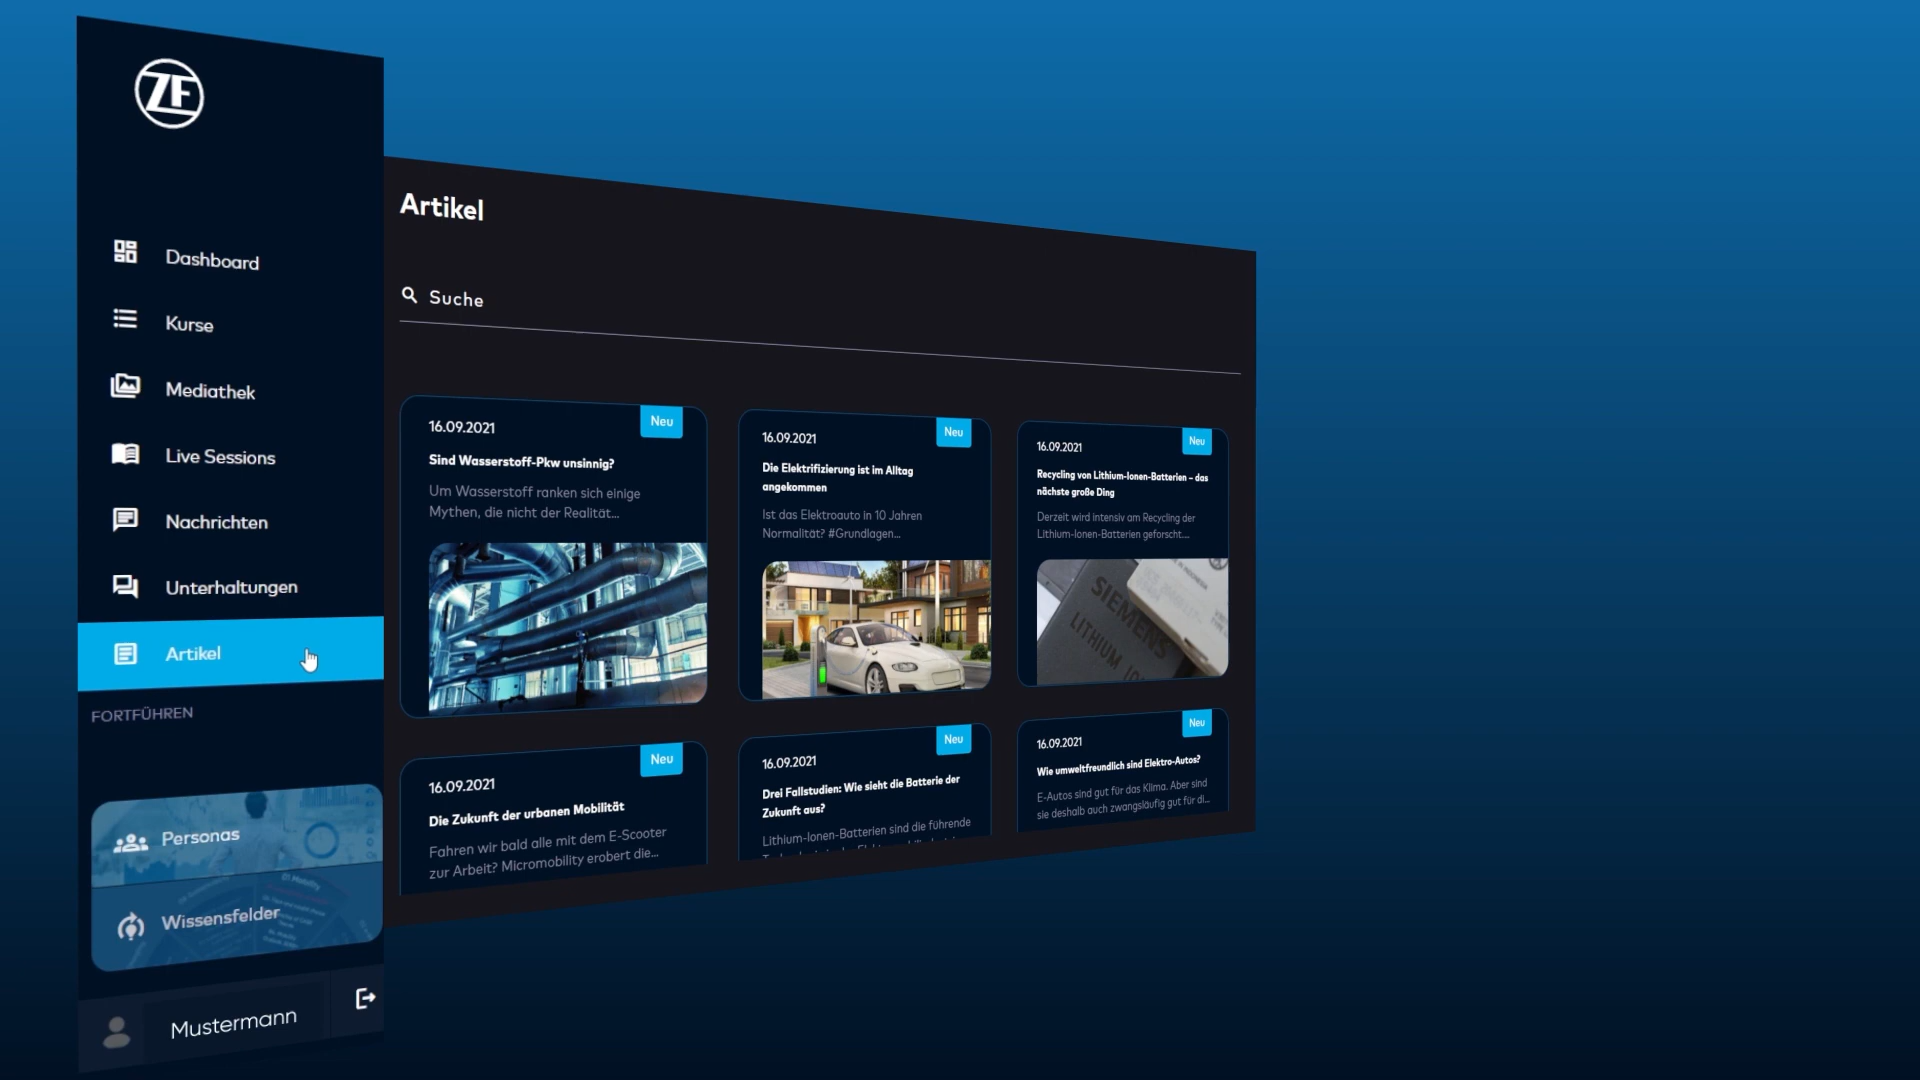 ZF
Dashboard
Kurse
Mediathek
Live Sessions
Nachrichten
Unterhaltungen
Artikel
FORTFÜHREN
Personas
Wissensfelder
Mustermann
Artikel
Suche
16.09.2021
Neu
Sind Wasserstoff-Pkw unsinnig?
Um Wasserstoff ranken sich einige
Mythen, die nicht der Realität...
16.09.2021
Neu
Die Elektrifizierung ist im Alltag
angekommen
Ist das Elektroauto in 10 Jahren
Normalität? #Grundlagen...
16.09.2021
Neu
Recycling von Lithium-Ionen-Batterien – das
nächste große Ding
Derzeit wird intensiv am Recycling der
Lithium-Ionen-Batterien geforscht....
SIEMENS
LITHIUM
16.09.2021
Neu
Die Zukunft der urbanen Mobilität
Fahren wir bald alle mit dem E-Scooter
zur Arbeit? Micromobility erobert die...
16.09.2021
Neu
Drei Fallstudien: Wie sieht die Batterie der
Zukunft aus?
Lithium-Ionen-Batterien sind die führende
16.09.2021
Neu
Wie umweltfreundlich sind Elektro-Autos?
E-Autos sind gut für das Klima. Aber sind
sie deshalb auch zwangsläufig gut für di...